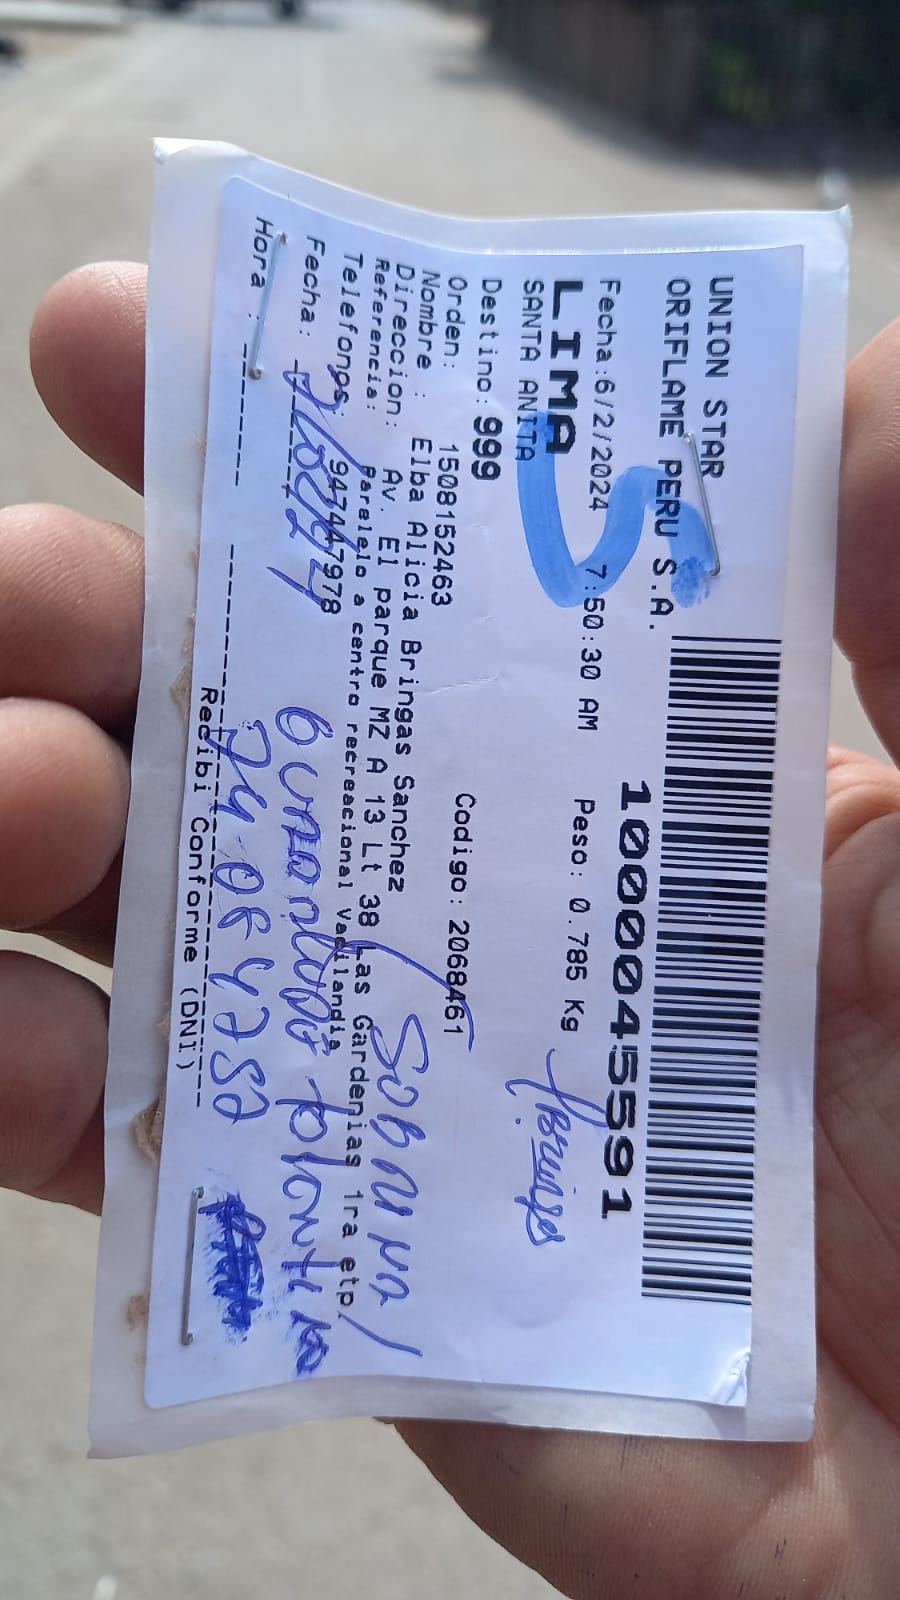 UNION STAR
ORIFLAME PERU S.A.
10000455591
Fecha:6/2/2024 7:50:30 AM Peso: 0.785 Kg
LIMA
SANTA ANITA
Destino: 999
Orden: 1508152463 Codigo: 2068461
Nombre : Elba Alicia Bringas Sanchez
Direccion: Av. El parque MZ A 13 Lt 38 Las Gardenias 1ra etp.
Referencia: Paralelo a centro recreacional Vacilandia
Telefonos: 947447978
Fecha:
Hora :
Recibi Conforme (DNI)